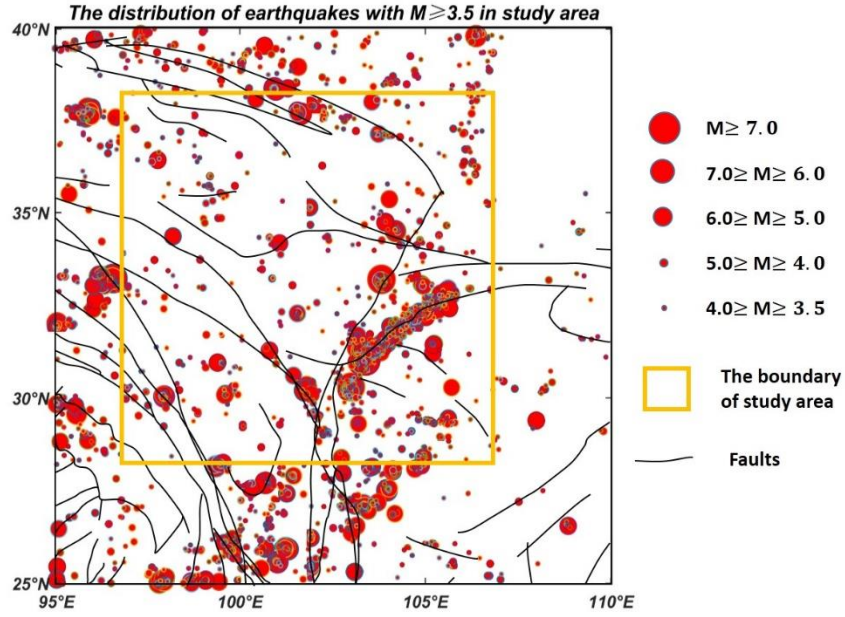 The distribution of earthquakes with M⩾3.5 in study area
40°N
35°N
30°N
25°N
95°E
100°E
105°E
110°E
M≥ 7.0
7.0≥ M≥ 6.0
6.0≥ M≥ 5.0
5.0≥ M≥ 4.0
4.0≥ M≥ 3.5
The boundary
of study area
Faults